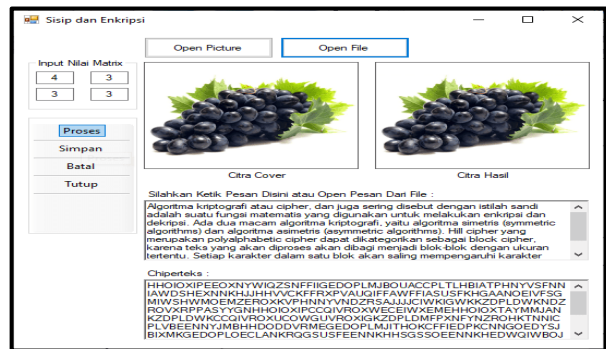 Sisip dan Enkripsi
Open Picture
Open File
Input Nilai Matrix
4 3
3 3
Proses
Simpan
Batal
Tutup
Citra Cover
Citra Hasil
Silahkan Ketik Pesan Disini atau Open Pesan Dari File :
Algoritma kriptografi atau cipher, dan juga sering disebut dengan istilah sandi
adalah suatu fungsi matematis yang digunakan untuk melakukan enkripsi dan
dekripsi. Ada dua macam algoritma kriptografi, yaitu algoritma simetris (symmetric
algorithms) dan algoritma asimetris (asymmetric algorithms). Hill cipher yang
merupakan polyalphabetic cipher dapat dikategorikan sebagai block cipher,
karena teks yang akan diproses akan dibagi menjadi blok-blok dengan ukuran
tertentu. Setiap karakter dalam satu blok akan saling mempengaruhi karakter
Chiperteks :
HHOIOXIPEEOXNYWIQZSNFFIIGEDOPLMJBOUACCPLTLHBIATPHNYVSFNN
IAWDSHEXNNKHJJHHVVCKFFRXPVAUQIFFAWFFIASUSFKHGAANOEIVFSG
MIWSHWMOEMZEROXKVPHNNYVNDZRSAJJJJCIWKIGWKKZDPLDWKNDZ
ROVXRPPASYYGNHHOIOXIPCCQIVROXWECEIWXEMEHHOIOXTAYMMJAN
KZDPLDWKCCQIVROXUCOWGUVROXIGKZDPLDMFPXNFYNZROHKTNNIC
PLVBEENNYJMBHHDODDVRMEGEDOPLMJITHOKCFFIEDPKCNNGOEDYSJ
BIXMKGEDOPLOECLANKRQGSUSFEENNKHHSGSSOEENNKHEDWQIWBOJ